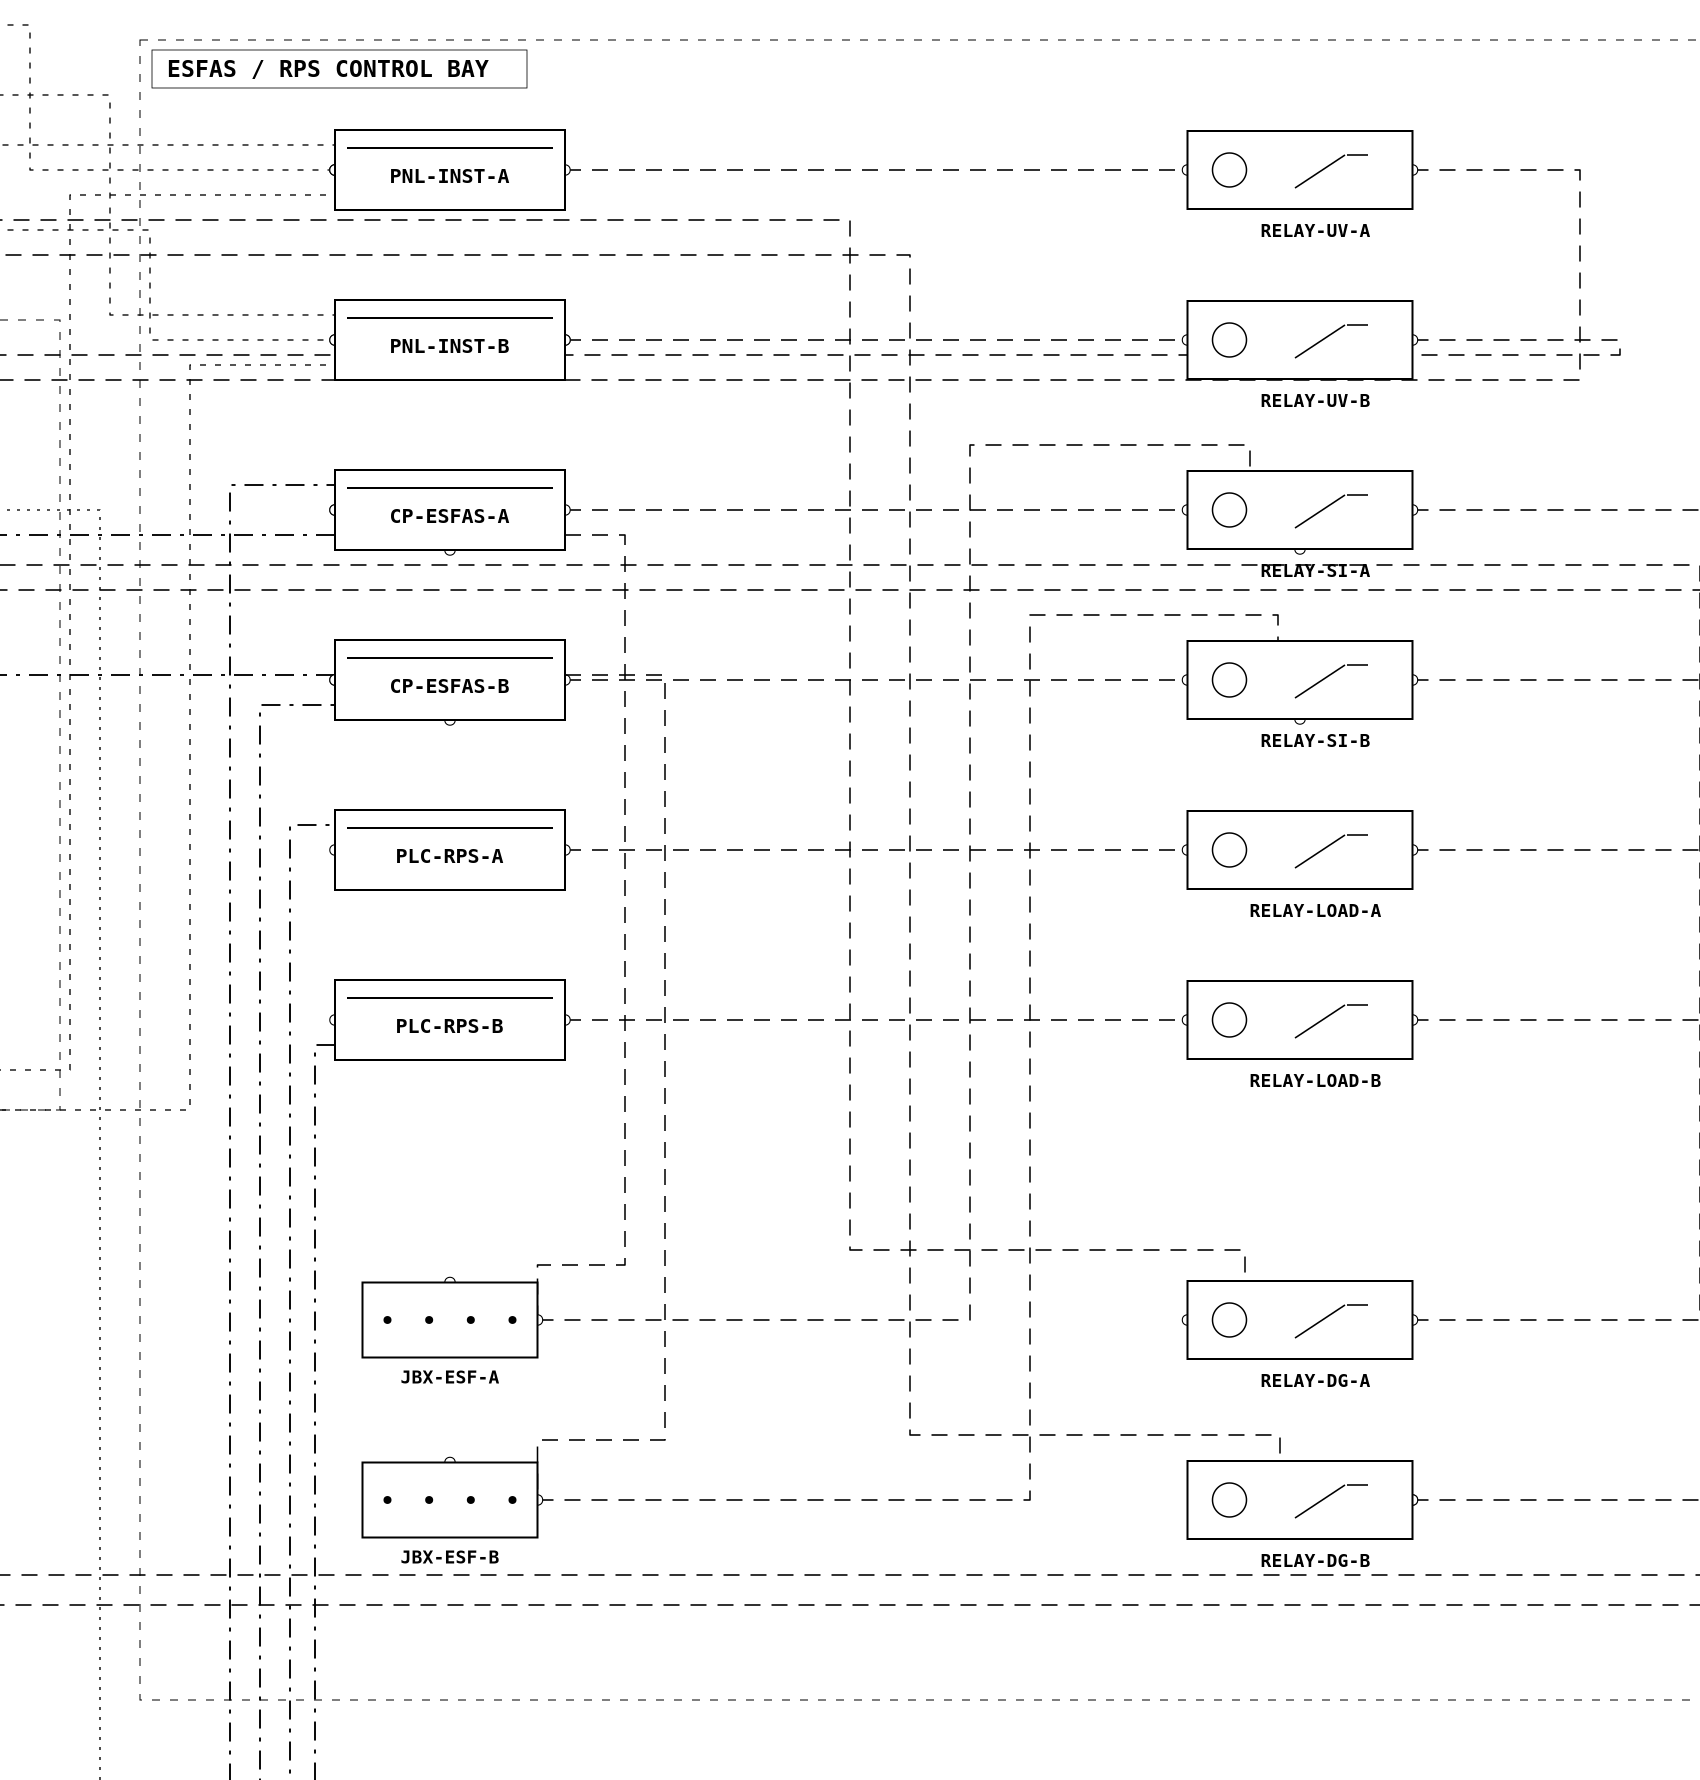 ESFAS / RPS CONTROL BAY
PNL-INST-A
RELAY-UV-A
PNL-INST-B
RELAY-UV-B
CP-ESFAS-A
RELAY-SI-A
CP-ESFAS-B
RELAY-SI-B
PLC-RPS-A
RELAY-LOAD-A
PLC-RPS-B
RELAY-LOAD-B
JBX-ESF-A
RELAY-DG-A
JBX-ESF-B
RELAY-DG-B